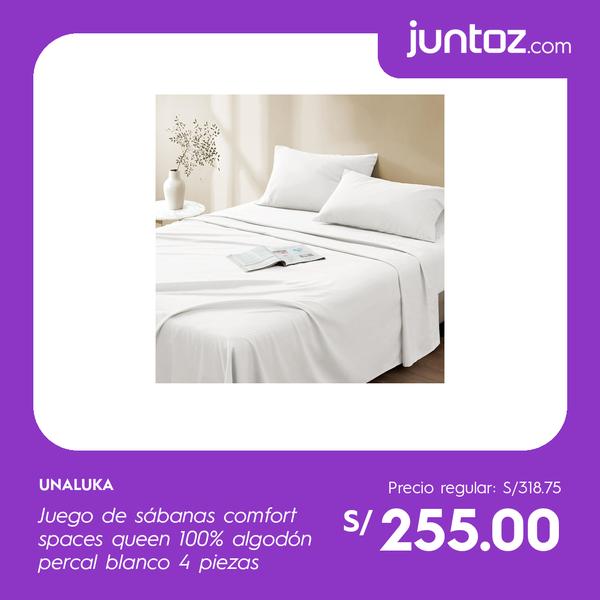 juntoz.com
UNALUKA
Juego de sábanas comfort
spaces queen 100% algodón
percal blanco 4 piezas
Precio regular: S/318.75
S/255.00